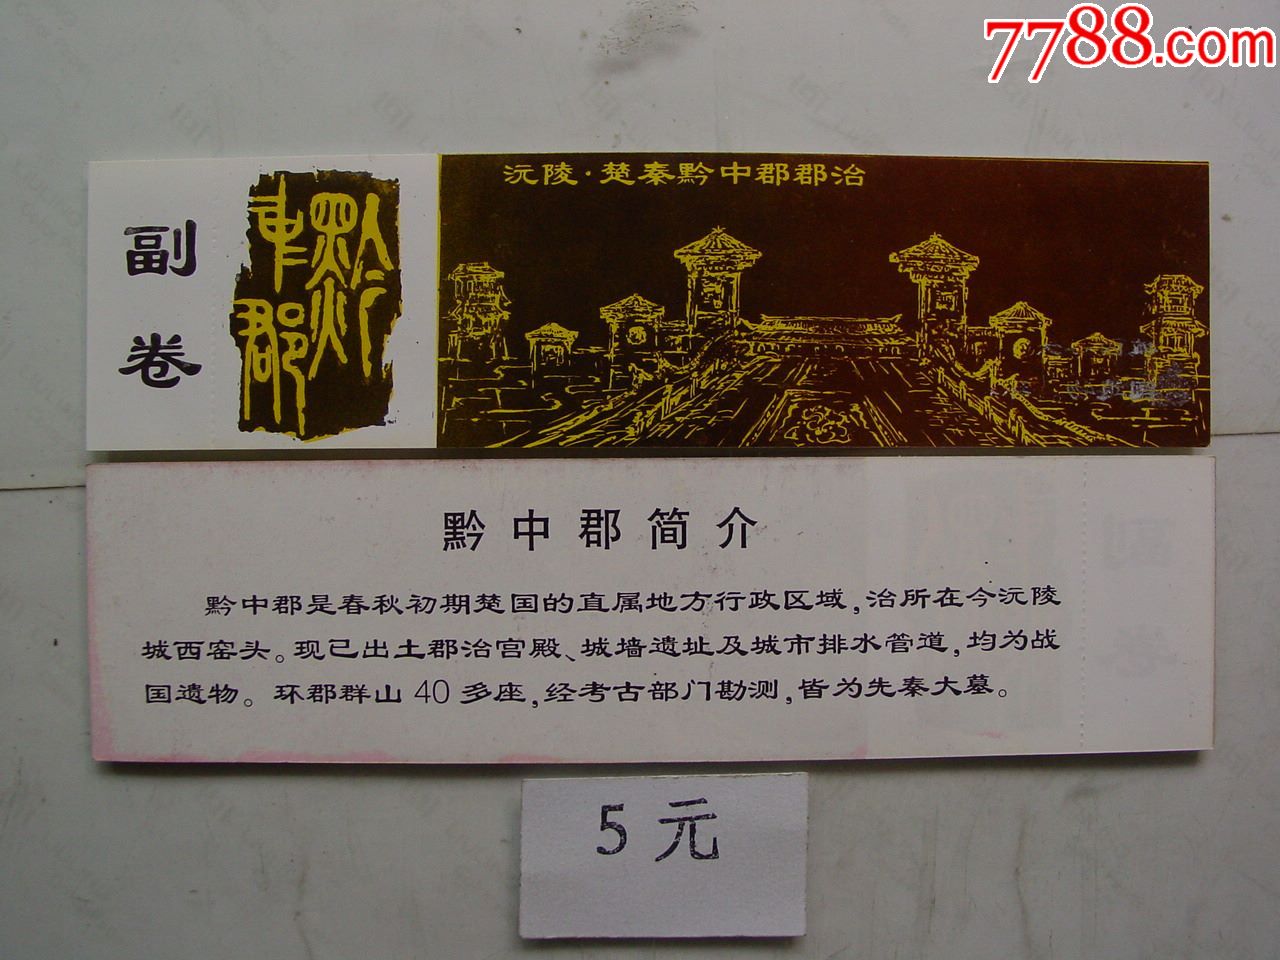 7788.com
沅陵·楚秦黔中郡郡治
副
卷
黔中郡
黔中郡简介
黔中郡是春秋初期楚国的直属地方行政区域,治所在今沅陵
城西窑头。现已出土郡治宫殿、城墙遗址及城市排水管道,均为战
国遗物。环郡群山40多座,经考古部门勘测,皆为先秦大墓。
5元